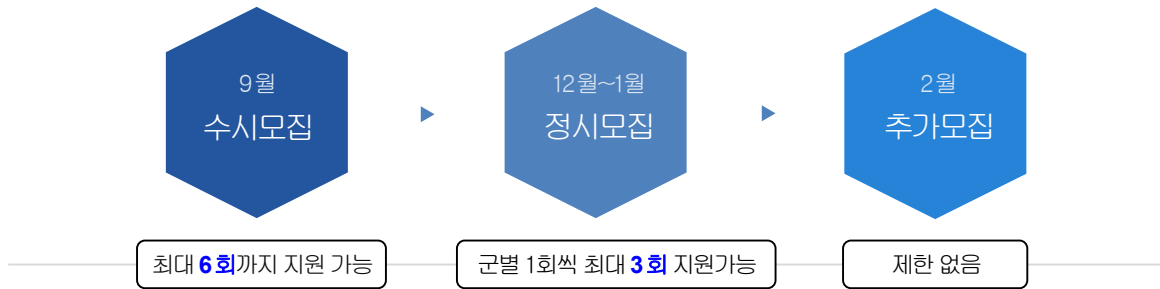 9월
수시모집
최대 6회까지 지원 가능
12월~1월
정시모집
군별 1회씩 최대 3회 지원가능
2월
추가모집
제한 없음